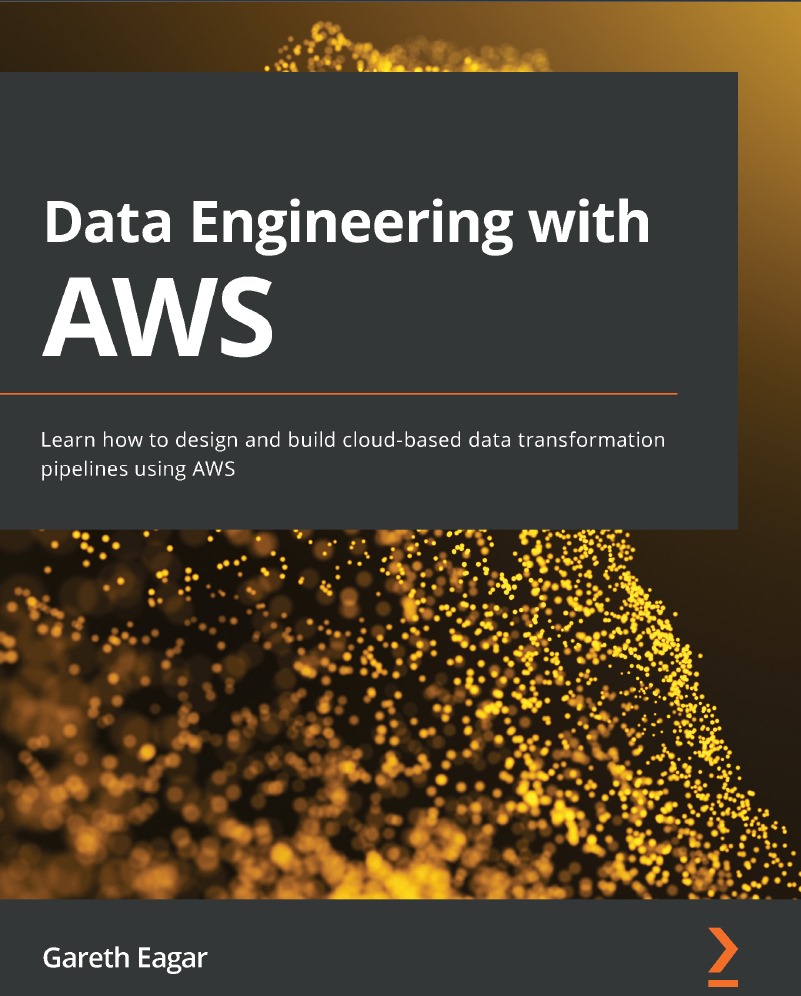 Data Engineering with
AWS
Learn how to design and build cloud-based data transformation
pipelines using AWS
Gareth Eagar